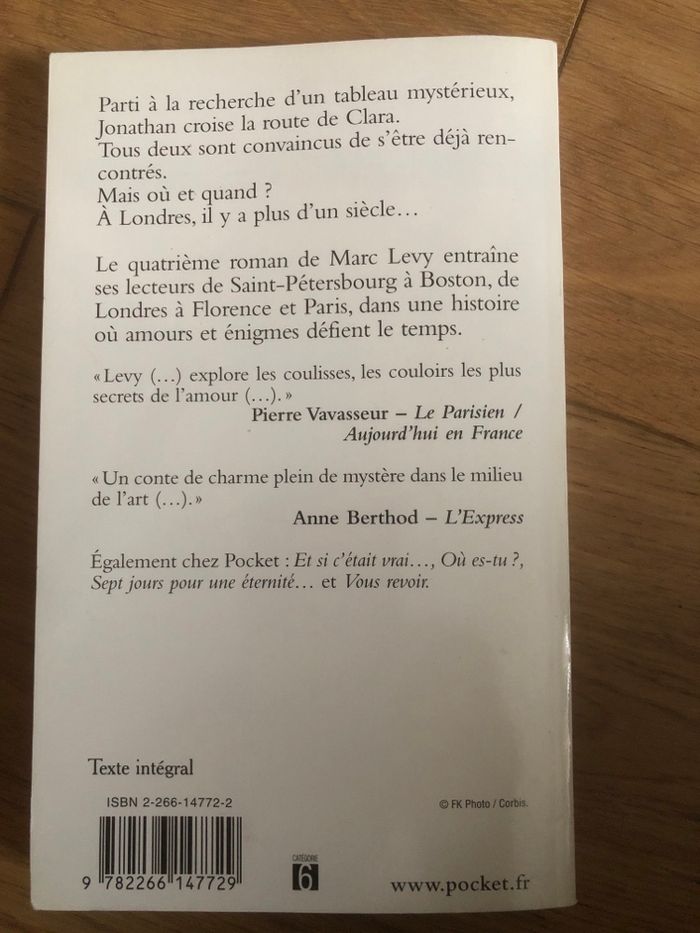 Parti à la recherche d'un tableau mystérieux,
Jonathan croise la route de Clara.
Tous deux sont convaincus de s'être déjà ren-
contrés.
Mais où et quand ?
À Londres, il y a plus d'un siècle…
Le quatrième roman de Marc Levy entraîne
ses lecteurs de Saint-Pétersbourg à Boston, de
Londres à Florence et Paris, dans une histoire
où amours et énigmes défient le temps.
« Levy (…) explore les coulisses, les couloirs les plus
secrets de l'amour (…). »
Pierre Vavasseur – Le Parisien /
Aujourd'hui en France
« Un conte de charme plein de mystère dans le milieu
de l'art (…). »
Anne Berthod – L'Express
Également chez Pocket : Et si c'était vrai…, Où es-tu ?,
Sept jours pour une éternité… et Vous revoir.
Texte intégral
ISBN 2-266-14772-2
© FK Photo / Corbis.
9 782266 147729
CATÉGORIE
6
www.pocket.fr